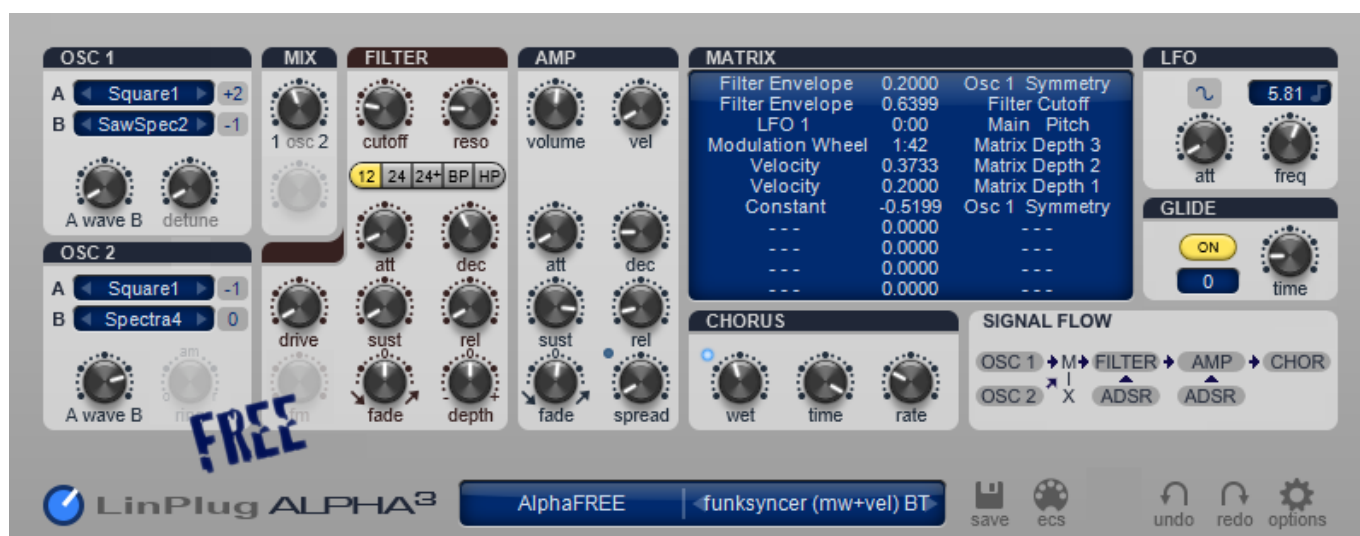 OSC 1
A Square1 +2
B SawSpec2 -1
A wave B detune
MIX
1 osc 2
FILTER
cutoff reso
12 24 24+ BP HP
att dec
drive sust rel
fm fade depth
0 0
- +
AMP
volume vel
att dec
sust rel
0
fade spread
OSC 2
A Square1 -1
B Spectra4 0
am
0
A wave B
FREE
MATRIX
Filter Envelope 0.2000 Osc 1 Symmetry
Filter Envelope 0.6399 Filter Cutoff
LFO 1 0:00 Main Pitch
Modulation Wheel 1:42 Matrix Depth 3
Velocity 0.3733 Matrix Depth 2
Velocity 0.2000 Matrix Depth 1
Constant -0.5199 Osc 1 Symmetry
- - - 0.0000 - - -
- - - 0.0000 - - -
- - - 0.0000 - - -
- - - 0.0000 - - -
LFO
5.81
att freq
GLIDE
ON
0
time
CHORUS
wet time rate
SIGNAL FLOW
OSC 1 M FILTER AMP CHOR
I
OSC 2 X ADSR ADSR
LinPlug ALPHA3
AlphaFREE funksyncer (mw+vel) BT
save ecs undo redo options